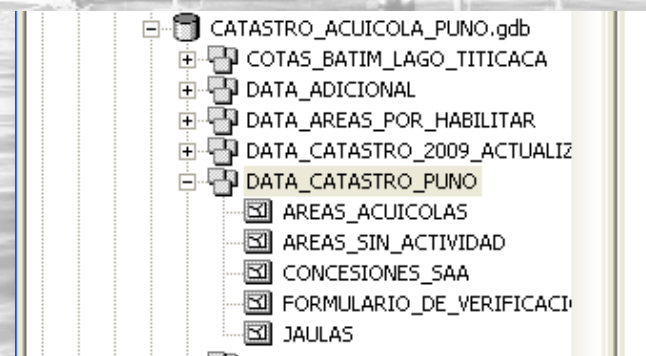 CATASTRO_ACUICOLA_PUNO.gdb
COTAS_BATIM_LAGO_TITICACA
DATA_ADICIONAL
DATA_AREAS_POR_HABILITAR
DATA_CATASTRO_2009_ACTUALIZ
DATA_CATASTRO_PUNO
AREAS_ACUICOLAS
AREAS_SIN_ACTIVIDAD
CONCESIONES_SAA
FORMULARIO_DE_VERIFICACI
JAULAS